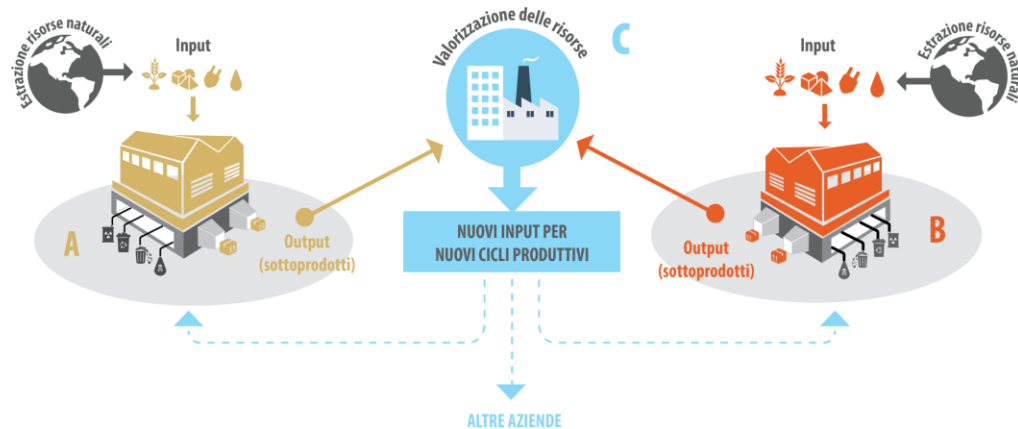 Estrazione risorse naturali
Input
A
Output
(sottoprodotti)
Valorizzazione delle risorse
C
NUOVI INPUT PER
NUOVI CICLI PRODUTTIVI
ALTRE AZIENDE
Input
Estrazione risorse naturali
Output
(sottoprodotti)
B